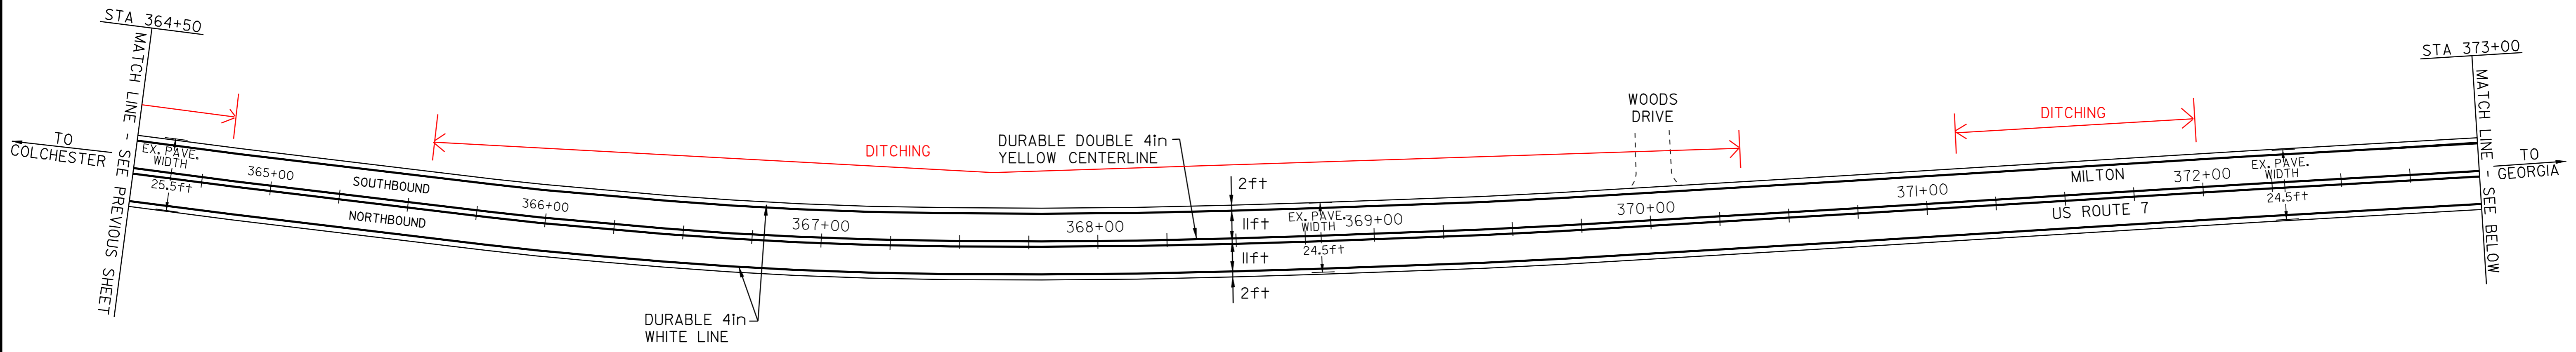 STA 364+50
MATCH LINE - SEE PREVIOUS SHEET
TO
COLCHESTER
EX. PAVE.
WIDTH
25.5ft
365+00
SOUTHBOUND
NORTHBOUND
366+00
DITCHING
DURABLE 4in
WHITE LINE
367+00
DURABLE DOUBLE 4in
YELLOW CENTERLINE
368+00
2ft
11ft
11ft
2ft
EX. PAVE.
WIDTH
24.5ft
369+00
WOODS
DRIVE
370+00
371+00
DITCHING
MILTON
US ROUTE 7
372+00
EX. PAVE.
WIDTH
24.5ft
STA 373+00
MATCH LINE - SEE BELOW
TO
GEORGIA